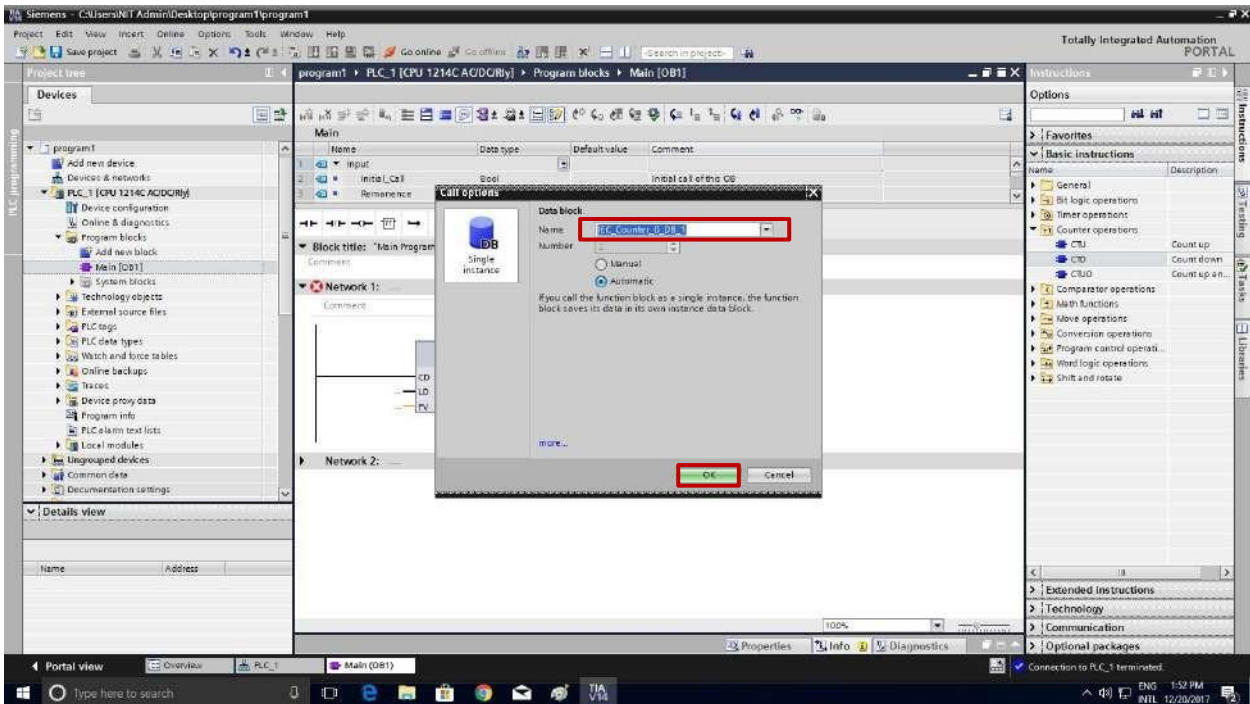 Siemens - C:\Users\NIT Admin\Desktop\program1\program1
Project Edit View Insert Online Options Tools Window Help
Save project Go online Go offline <Search in project>
Totally Integrated Automation
PORTAL
Project tree
program1 PLC_1 [CPU 1214C AC/DC/Rly] Program blocks Main [OB1]
Instructions
Devices
Options
PLC programming
program1
Add new device
Devices & networks
PLC_1 [CPU 1214C AC/DC/Rly]
Device configuration
Online & diagnostics
Program blocks
Add new block
Main [OB1]
System blocks
Technology objects
External source files
PLC tags
PLC data types
Watch and force tables
Online backups
Traces
Device proxy data
Program info
PLC alarm text lists
Local modules
Ungrouped devices
Common data
Documentation settings
Details view
Name Address
Main
Name Data type Default value Comment
1 Input
2 Initial_Call Bool Initial call of this OB
3 Remanence
Block title: "Main Program
Comment
Network 1:
Comment
CD
LD
PV
Network 2:
Call options
Data block
Name IEC_Counter_0_DB_1
Number
Manual
Automatic
DB
Single
instance
If you call the function block as a single instance, the function
block saves its data in its own instance data block.
more...
OK Cancel
100%
Properties Info Diagnostics
Favorites
Basic instructions
Name Description
General
Bit logic operations
Timer operations
Counter operations
CTU Count up
CTD Count down
CTUD Count up an...
Comparator operations
Math functions
Move operations
Conversion operations
Program control operati...
Word logic operations
Shift and rotate
Extended instructions
Technology
Communication
Optional packages
Instructions
Testing
Tasks
Libraries
Portal view Overview PLC_1 Main (OB1)
Connection to PLC_1 terminated.
Type here to search
TIA
V14
ENG 1:52 PM
INTL 12/20/2017
2